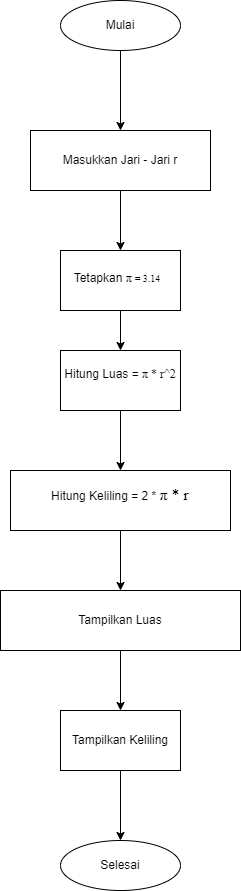 Mulai
Masukkan Jari - Jari r
Tetapkan π = 3.14
Hitung Luas = π * r^2
Hitung Keliling = 2 * π * r
Tampilkan Luas
Tampilkan Keliling
Selesai